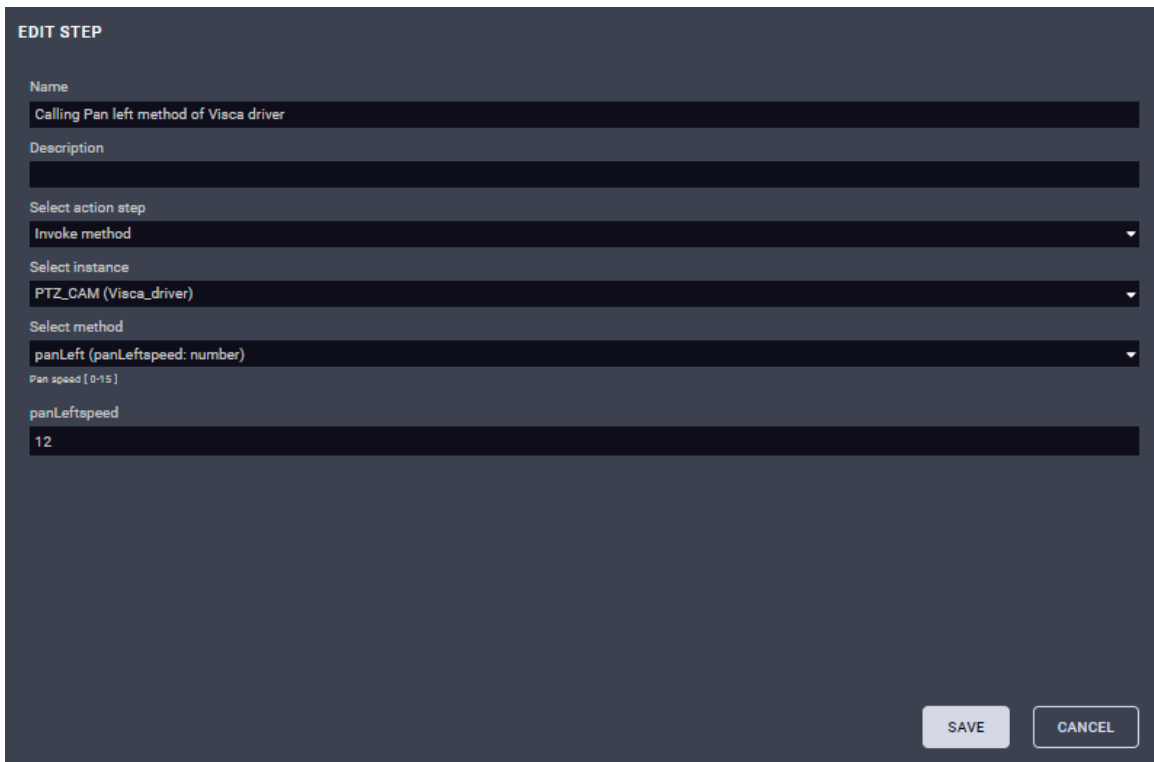 EDIT STEP
Name
Calling Pan left method of Visca driver
Description
Select action step
Invoke method
Select instance
PTZ_CAM (Visca_driver)
Select method
panLeft (panLeftspeed: number)
Pan speed [ 0-15 ]
panLeftspeed
12
SAVE CANCEL